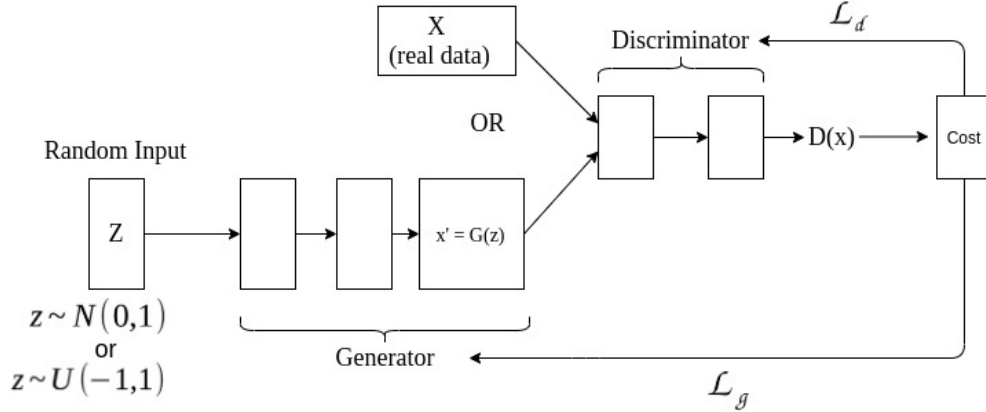 X
(real data)
Discriminator
ℒ_d
OR
D(x)
Cost
Random Input
Z
x' = G(z)
z ~ N(0,1)
or
z ~ U(−1,1)
Generator
ℒ_g